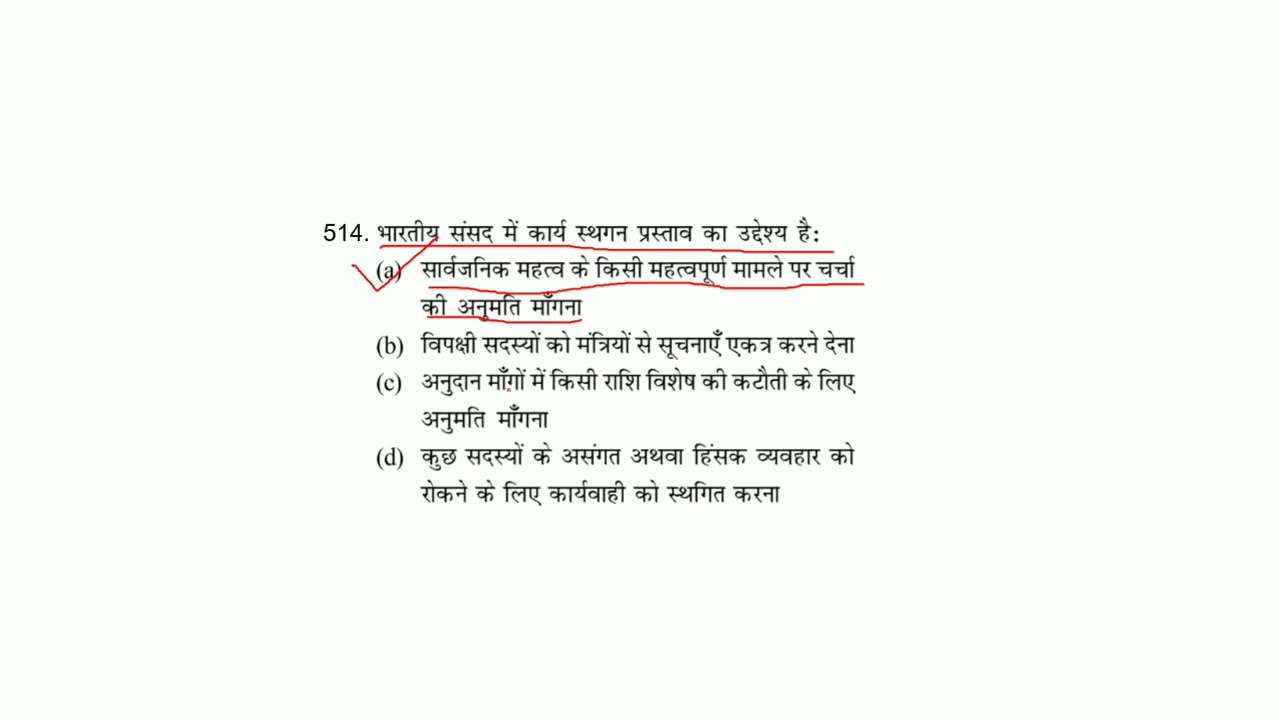 514. भारतीय संसद में कार्य स्थगन प्रस्ताव का उद्देश्य है:
(a) सार्वजनिक महत्व के किसी महत्वपूर्ण मामले पर चर्चा
की अनुमति माँगना
(b) विपक्षी सदस्यों को मंत्रियों से सूचनाएँ एकत्र करने देना
(c) अनुदान माँगों में किसी राशि विशेष की कटौती के लिए
अनुमति माँगना
(d) कुछ सदस्यों के असंगत अथवा हिंसक व्यवहार को
रोकने के लिए कार्यवाही को स्थगित करना